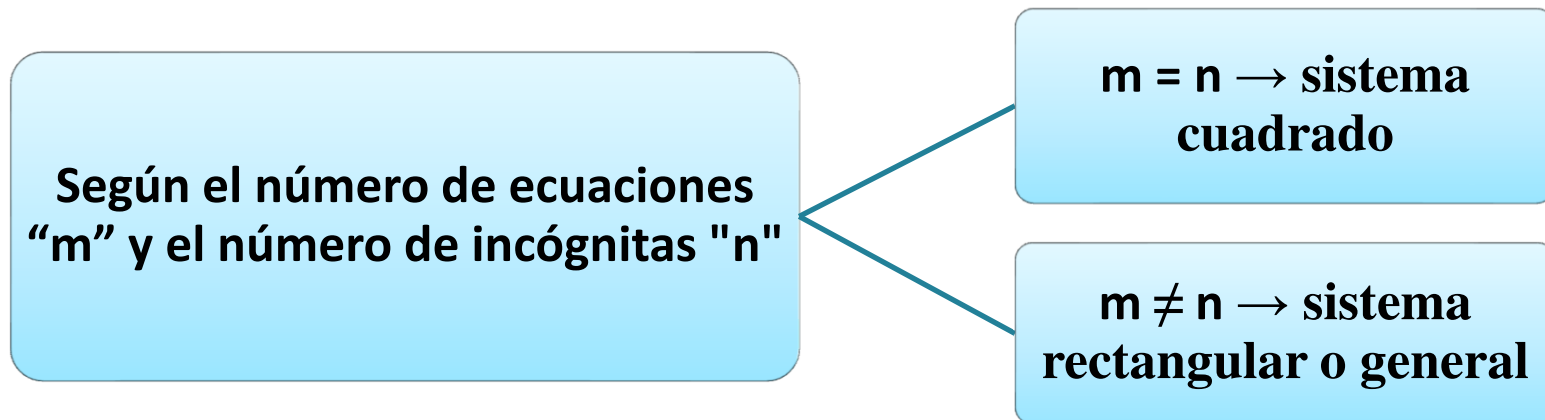 Según el número de ecuaciones
“m” y el número de incógnitas "n"
m = n → sistema
cuadrado
m ≠ n → sistema
rectangular o general